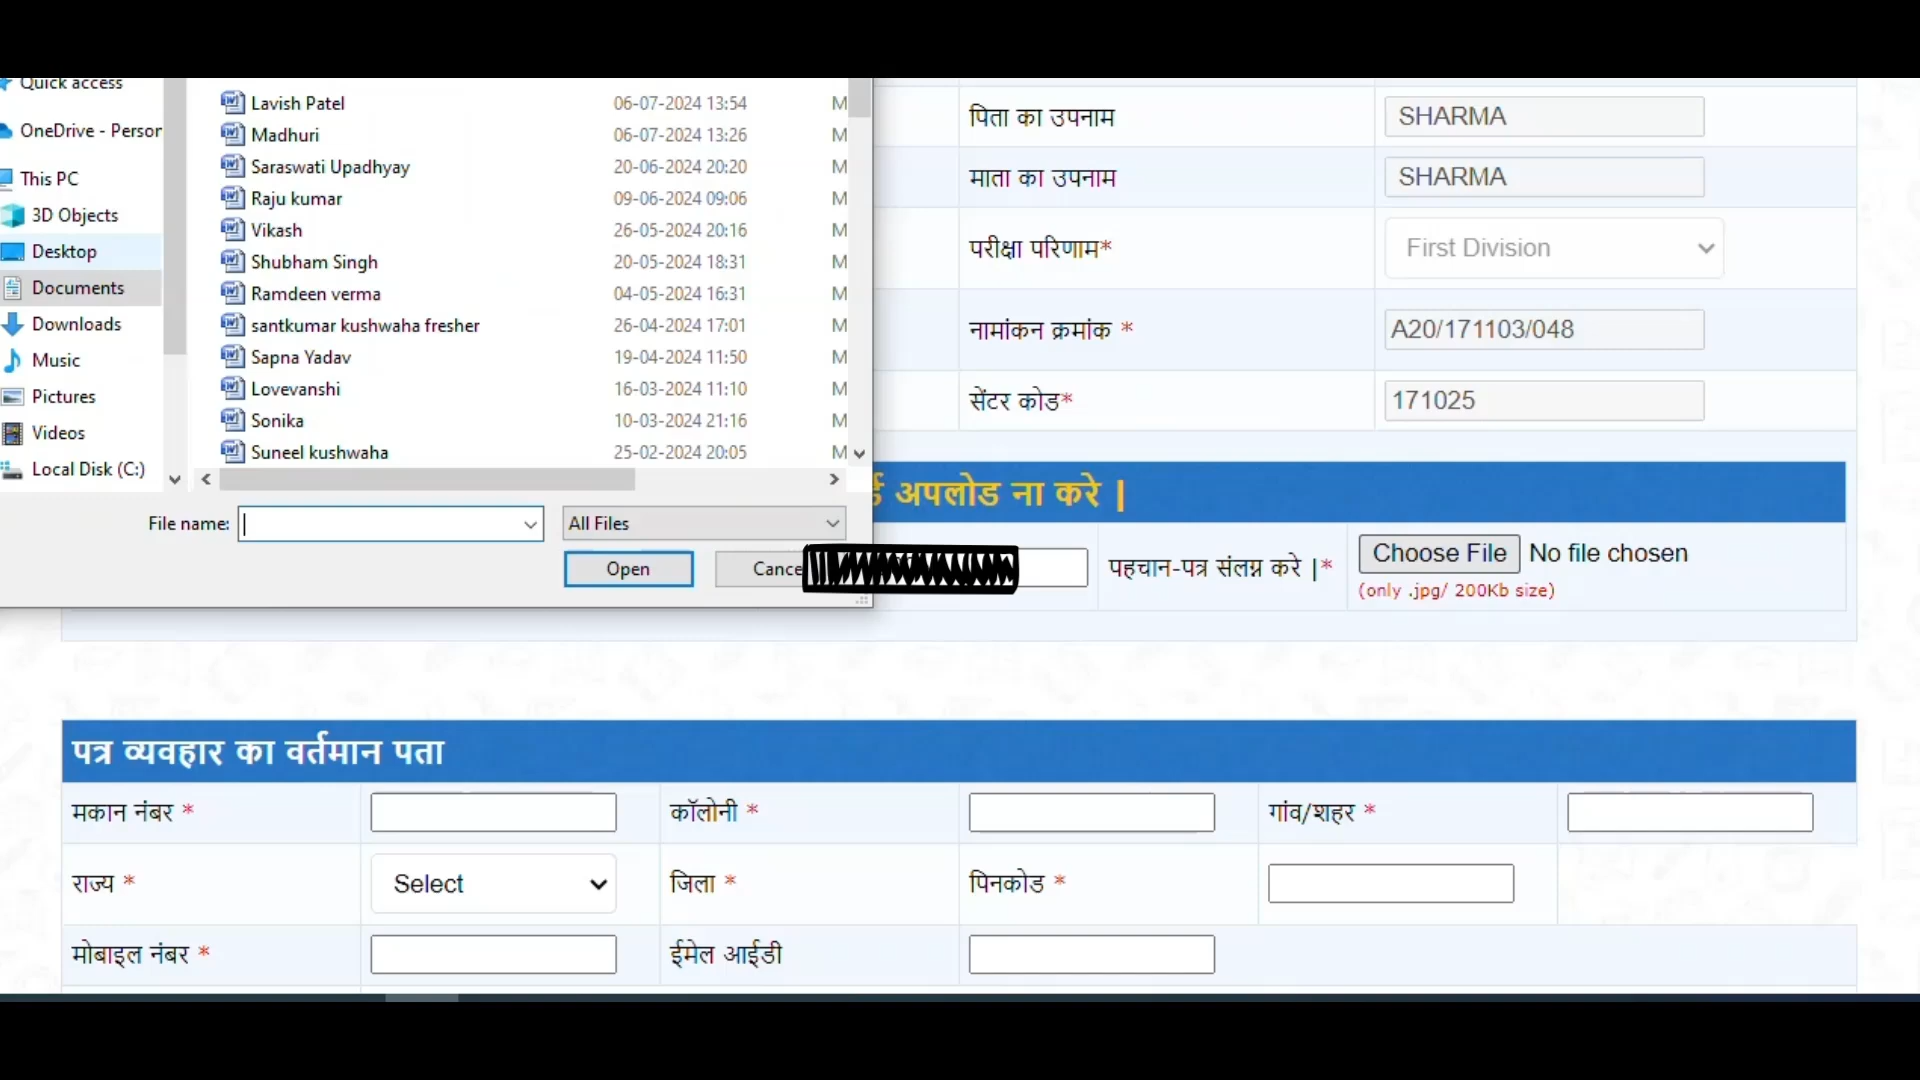 Quick access
OneDrive - Person
This PC
3D Objects
Desktop
Documents
Downloads
Music
Pictures
Videos
Local Disk (C:)
Lavish Patel 06-07-2024 13:54 M
Madhuri 06-07-2024 13:26 M
Saraswati Upadhyay 20-06-2024 20:20 M
Raju kumar 09-06-2024 09:06 M
Vikash 26-05-2024 20:16 M
Shubham Singh 20-05-2024 18:31 M
Ramdeen verma 04-05-2024 16:31 M
santkumar kushwaha fresher 26-04-2024 17:01 M
Sapna Yadav 19-04-2024 11:50 M
Lovevanshi 16-03-2024 11:10 M
Sonika 10-03-2024 21:16 M
Suneel kushwaha 25-02-2024 20:05 M
File name: All Files
Open Cance
पिता का उपनाम SHARMA
माता का उपनाम SHARMA
परीक्षा परिणाम* First Division
नामांकन क्रमांक * A20/171103/048
सेंटर कोड* 171025
अपलोड ना करे |
पहचान-पत्र संलग्न करे |* Choose File No file chosen
(only .jpg/ 200Kb size)
पत्र व्यवहार का वर्तमान पता
मकान नंबर * कॉलोनी * गांव/शहर *
राज्य * Select जिला * पिनकोड *
मोबाइल नंबर * ईमेल आईडी